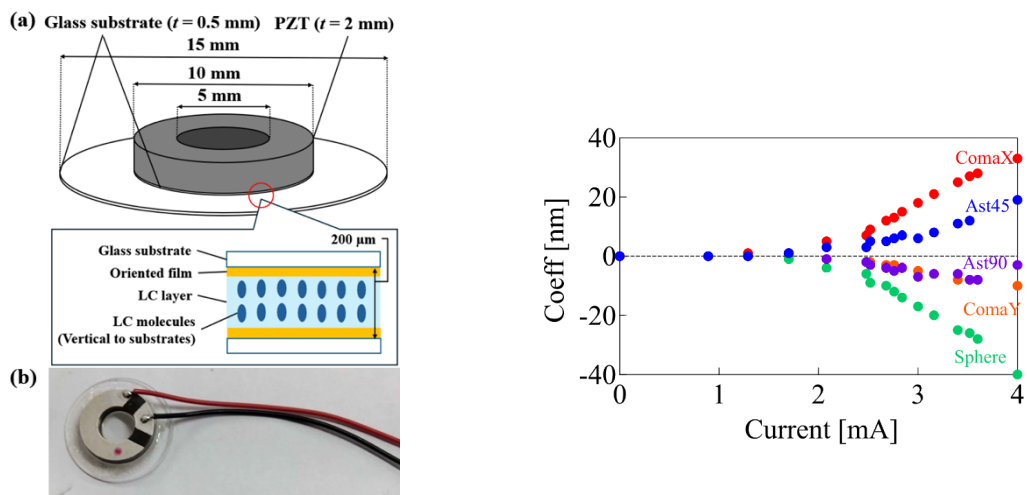 (a) Glass substrate (t = 0.5 mm) PZT (t = 2 mm)
15 mm
10 mm
5 mm
200 µm
Glass substrate
Oriented film
LC layer
LC molecules
(Vertical to substrates)
(b)
40
20
0
-20
-40
Coeff [nm]
ComaX
Ast45
Ast90
ComaY
Sphere
0 1 2 3 4
Current [mA]